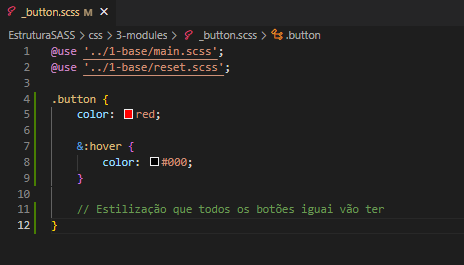 _button.scss M ×
EstruturaSASS > css > 3-modules > _button.scss > .button
1 @use '../1-base/main.scss';
2 @use '../1-base/reset.scss';
3
4 .button {
5 color: red;
6
7 &:hover {
8 color: #000;
9 }
10
11 // Estilização que todos os botões iguai vão ter
12 }